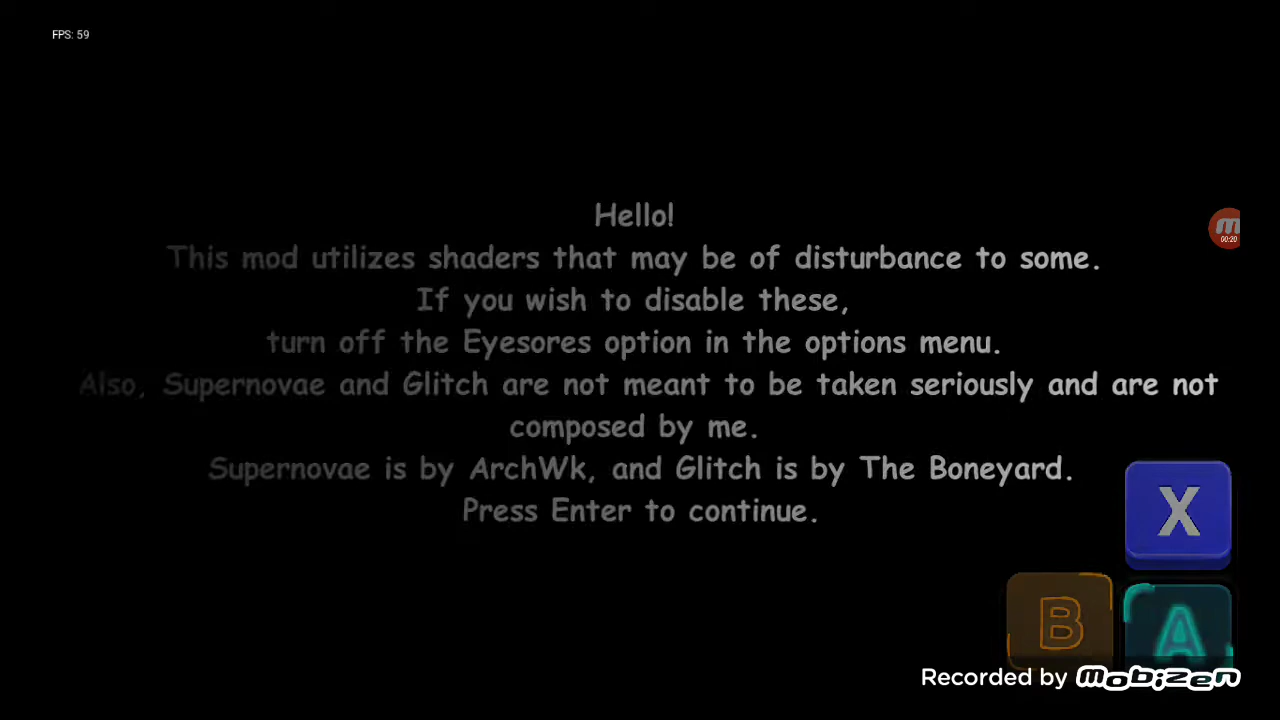 FPS: 59
Hello!
This mod utilizes shaders that may be of disturbance to some.
If you wish to disable these,
turn off the Eyesores option in the options menu.
Also, Supernovae and Glitch are not meant to be taken seriously and are not
composed by me.
Supernovae is by ArchWk, and Glitch is by The Boneyard.
Press Enter to continue.
m
00:20
X
B
A
Recorded by mobizen